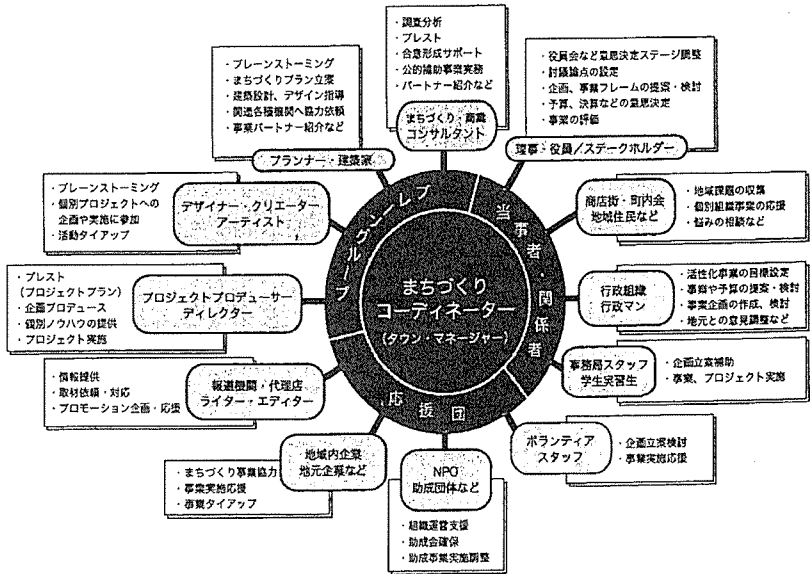 ・調査分析
・ブレスト
・合意形成サポート
・公的補助事業実務
・パートナー紹介など
まちづくり・商業
コンサルタント
・役員会など意思決定ステージ調整
・討議論点の設定
・企画、事業フレームの提案・検討
・予算、決算などの意思決定
・事業の評価
理事・役員/ステークホルダー
・ブレーンストーミング
・まちづくりプラン立案
・建築設計、デザイン指導
・関連各種機関へ協力依頼
・事業パートナー紹介など
プランナー・建築家
・ブレーンストーミング
・個別プロジェクトへの
企画や実施に参加
・活動タイアップ
デザイナー・クリエーター
アーティスト
商店街・町内会
地域住民など
・地域課題の収集
・個別組織事業の応援
・悩みの相談など
・ブレスト
(プロジェクトプラン)
・企画プロデュース
・個別ノウハウの提供
・プロジェクト実施
プロジェクトプロデューサー
ディレクター
ブレーングループ
当事者・関係者
応援団
まちづくり
コーディネーター
(タウン・マネージャー)
行政組織
行政マン
・活性化事業の目標設定
・事業や予算の提案・検討
・事業企画の作成、検討
・地元との意見調整など
・情報提供
・取材依頼・対応
・プロモーション企画・応援
報道機関・代理店
ライター・エディター
事務局スタッフ
学生実習生
・企画立案補助
・事業、プロジェクト実施
地域内企業
地元企業など
・まちづくり事業協力
・事業実施応援
・事業タイアップ
NPO
助成団体など
・組織運営支援
・助成金確保
・助成事業実施調整
ボランティア
スタッフ
・企画立案検討
・事業実施応援